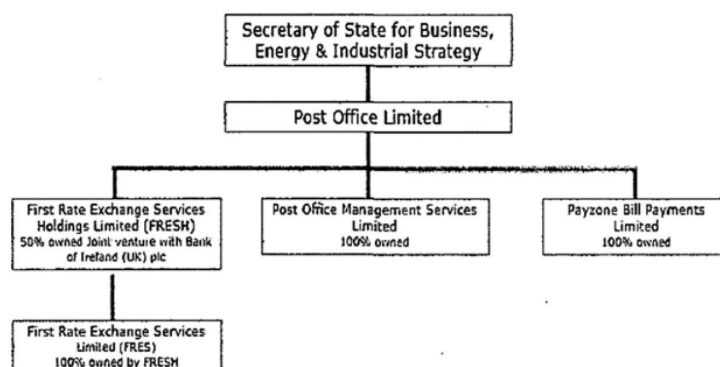 Secretary of State for Business,
Energy & Industrial Strategy
Post Office Limited
First Rate Exchange Services
Holdings Limited (FRESH)
50% owned Joint venture with Bank
of Ireland (UK) plc
Post Office Management Services
Limited
100% owned
Payzone Bill Payments
Limited
100% owned
First Rate Exchange Services
Limited (FRES)
100% owned by FRESH